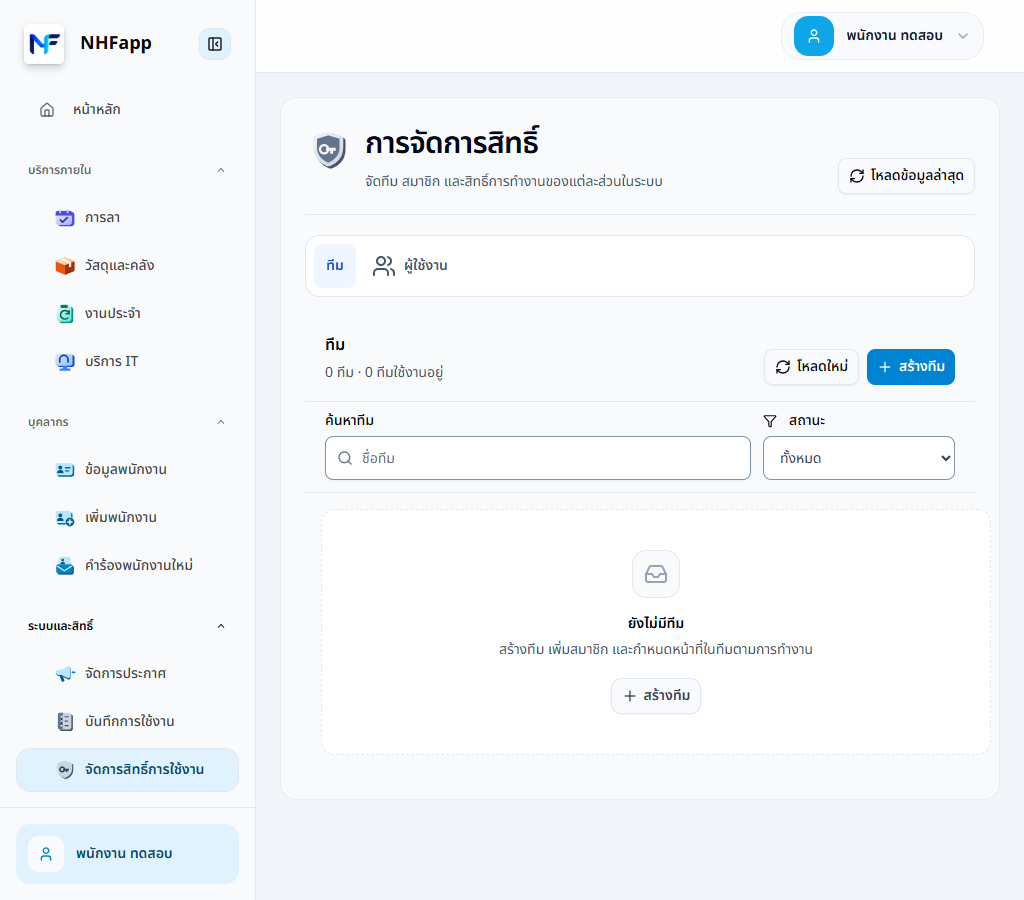 NHFapp
พนักงาน ทดสอบ
หน้าหลัก
บริการภายใน
การลา
วัสดุและคลัง
งานประจำ
บริการ IT
บุคลากร
ข้อมูลพนักงาน
เพิ่มพนักงาน
คำร้องพนักงานใหม่
ระบบและสิทธิ์
จัดการประกาศ
บันทึกการใช้งาน
จัดการสิทธิ์การใช้งาน
พนักงาน ทดสอบ
การจัดการสิทธิ์
จัดทีม สมาชิก และสิทธิ์การทำงานของแต่ละส่วนในระบบ
โหลดข้อมูลล่าสุด
ทีม
ผู้ใช้งาน
ทีม
0 ทีม · 0 ทีมใช้งานอยู่
โหลดใหม่
สร้างทีม
ค้นหาทีม
สถานะ
ชื่อทีม
ทั้งหมด
ยังไม่มีทีม
สร้างทีม เพิ่มสมาชิก และกำหนดหน้าที่ในทีมตามการทำงาน
สร้างทีม